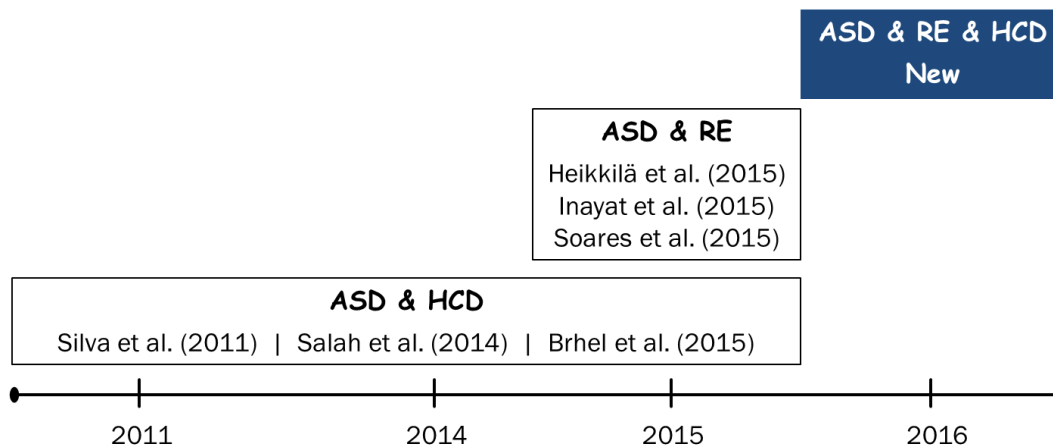 ASD & RE & HCD
New
ASD & RE
Heikkilä et al. (2015)
Inayat et al. (2015)
Soares et al. (2015)
ASD & HCD
Silva et al. (2011) | Salah et al. (2014) | Brhel et al. (2015)
2011 2014 2015 2016